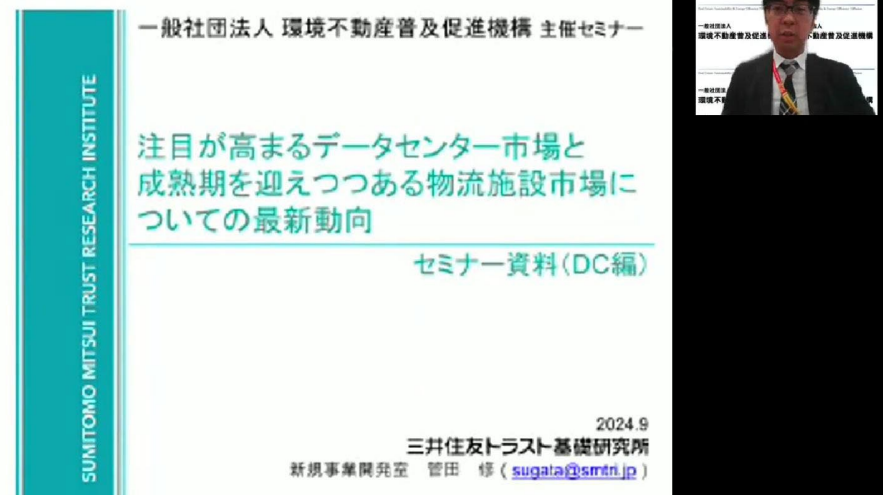 一般社団法人 環境不動産普及促進機構 主催セミナー
注目が高まるデータセンター市場と
成熟期を迎えつつある物流施設市場に
ついての最新動向
セミナー資料(DC編)
2024.9
三井住友トラスト基礎研究所
新規事業開発室 菅田 修 ( sugata@smtri.jp )
SUMITOMO MITSUI TRUST RESEARCH INSTITUTE
一般社団法人
環境不動産普及促進機構